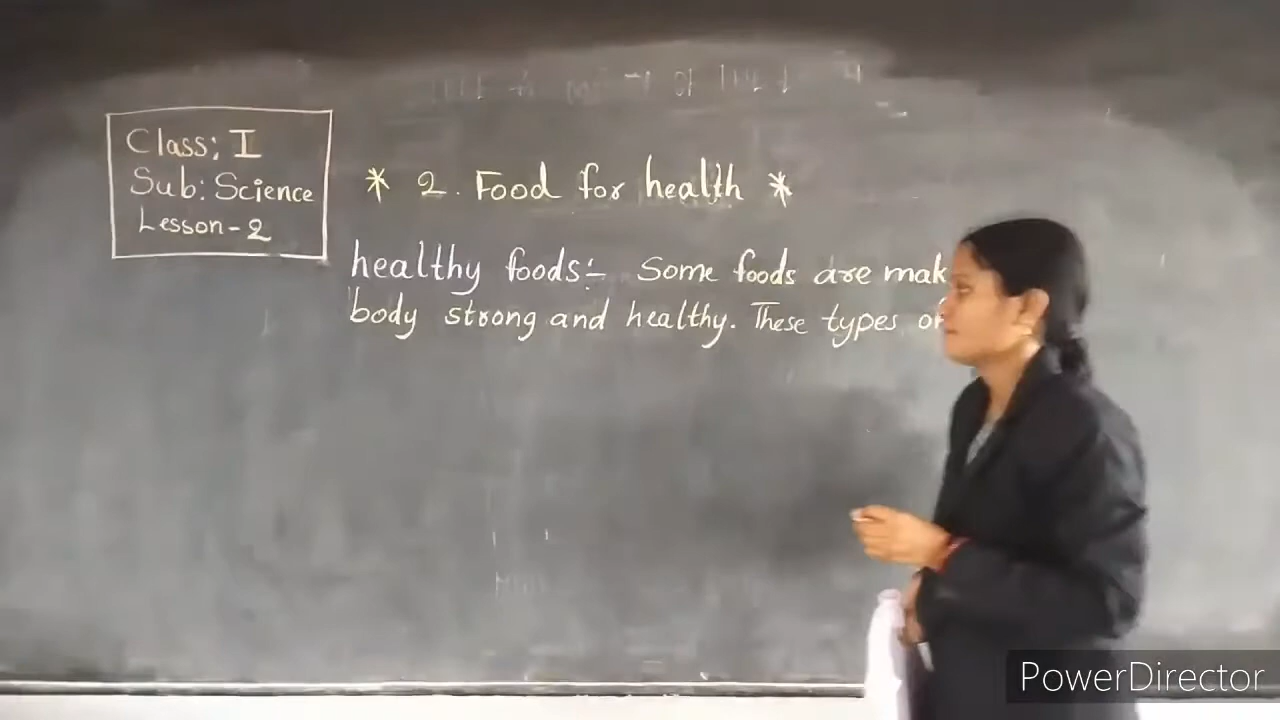 Class: I
Sub: Science
Lesson-2
* 2. Food for health *
healthy foods:- Some foods are mak
body strong and healthy. These types of
PowerDirector